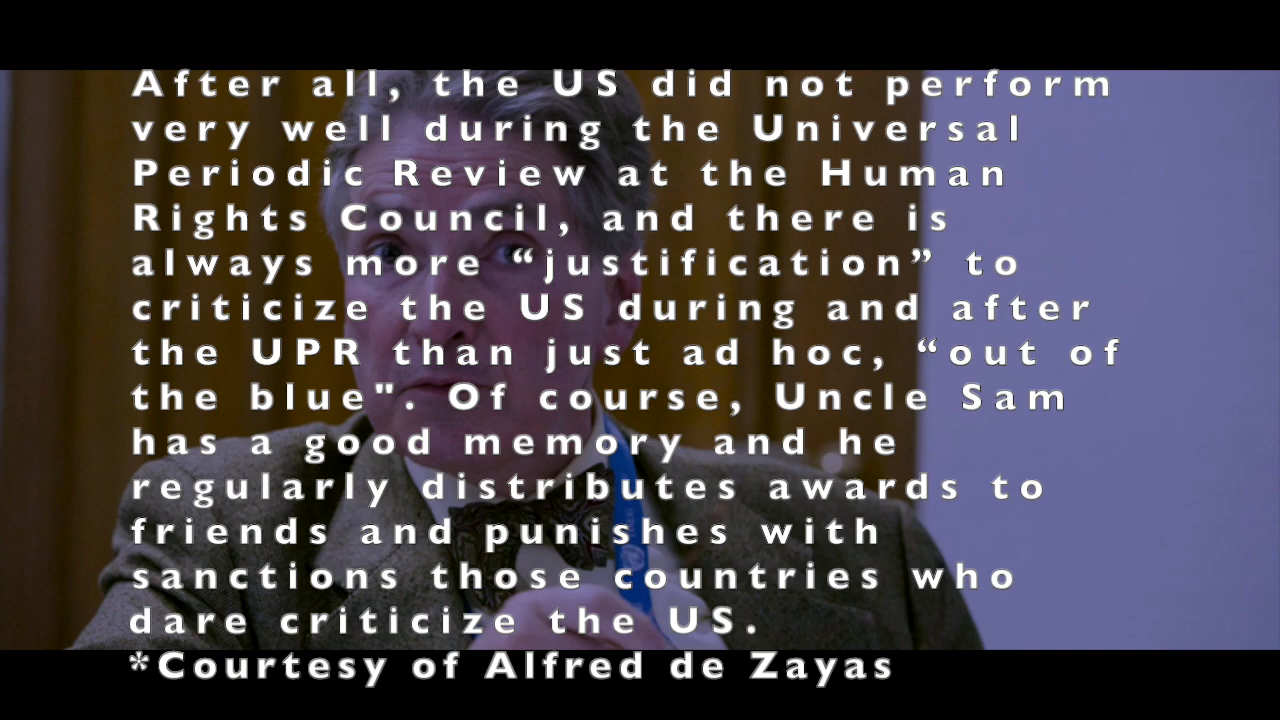 After all, the US did not perform
very well during the Universal
Periodic Review at the Human
Rights Council, and there is
always more “justification” to
criticize the US during and after
the UPR than just ad hoc, “out of
the blue". Of course, Uncle Sam
has a good memory and he
regularly distributes awards to
friends and punishes with
sanctions those countries who
dare criticize the US.
*Courtesy of Alfred de Zayas